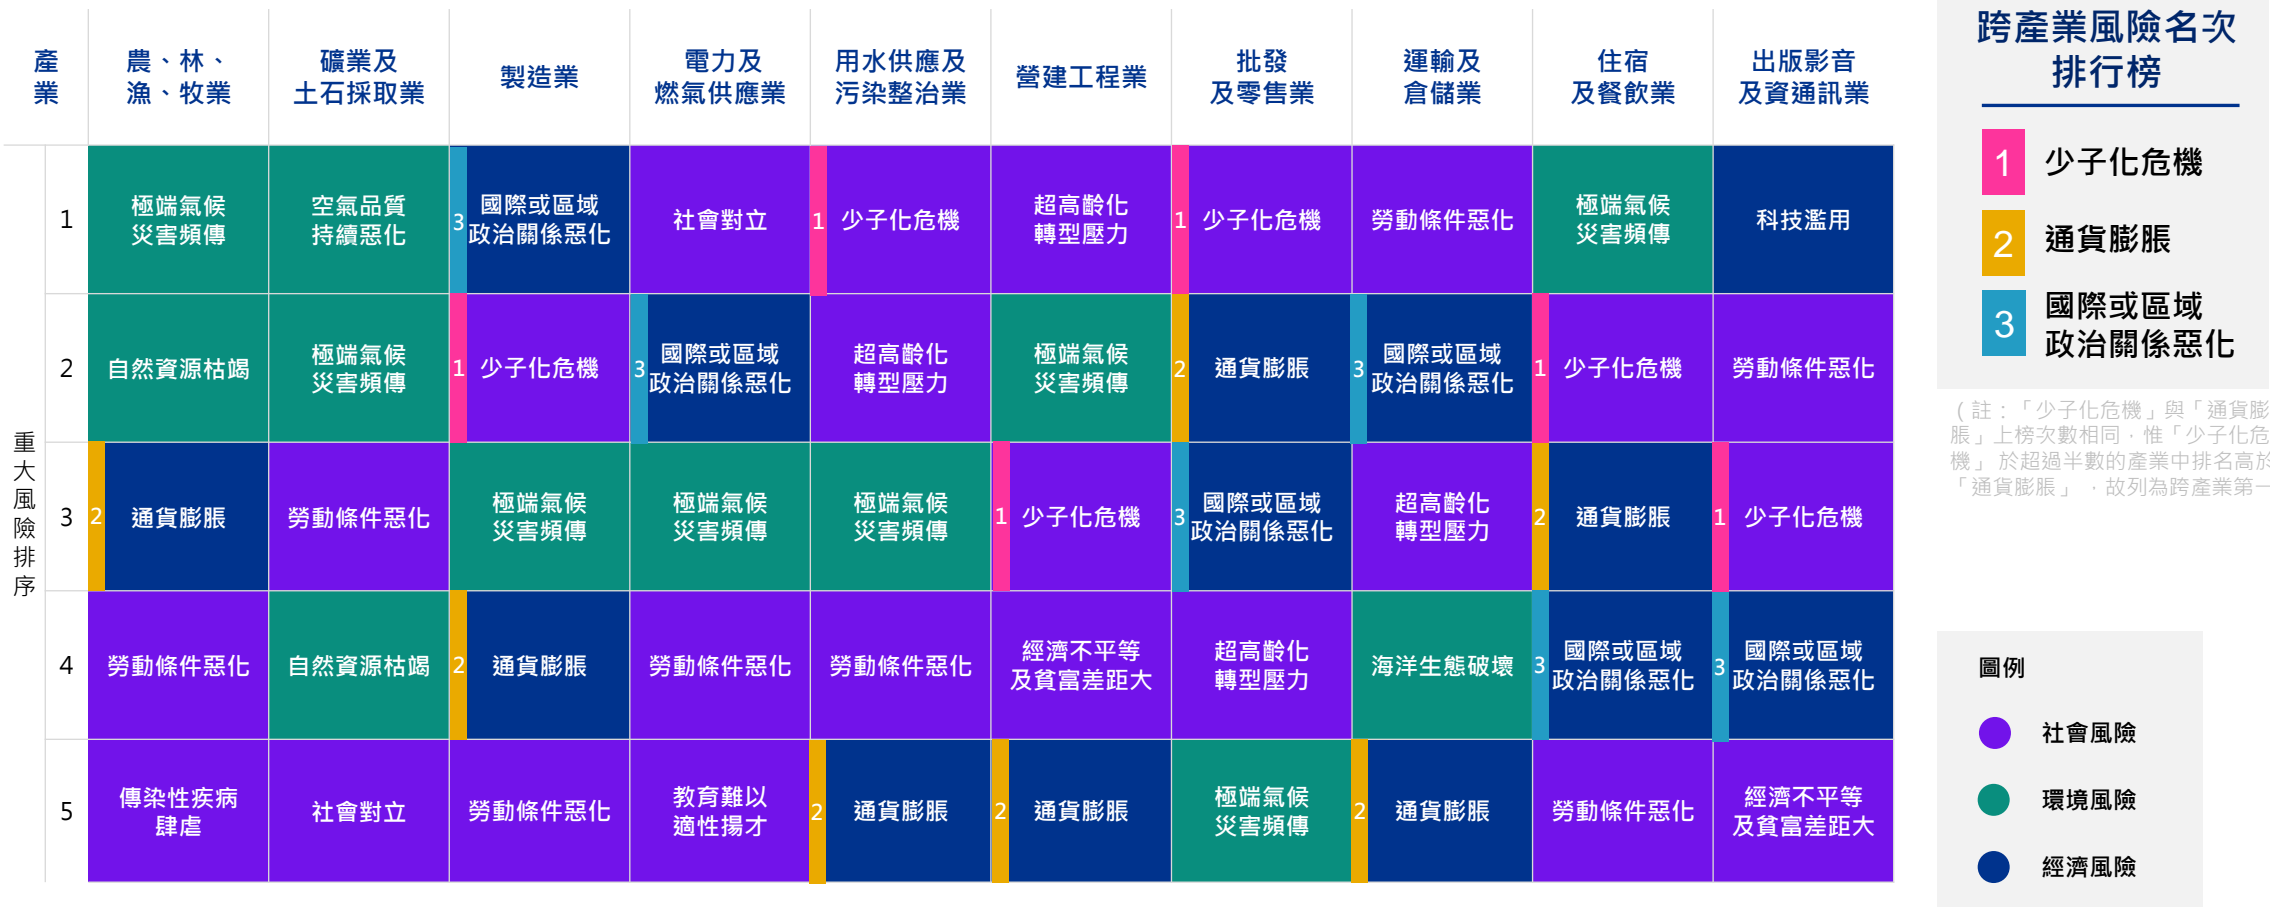 產
業
農、林、
漁、牧業
礦業及
土石採取業
製造業
電力及
燃氣供應業
用水供應及
污染整治業
營建工程業
批發
及零售業
運輸及
倉儲業
住宿
及餐飲業
出版影音
及資通訊業
重大風險排序
1
極端氣候
災害頻傳
空氣品質
持續惡化
3
國際或區域
政治關係惡化
社會對立
1
少子化危機
超高齡化
轉型壓力
1
少子化危機
勞動條件惡化
極端氣候
災害頻傳
科技濫用
2
自然資源枯竭
極端氣候
災害頻傳
1
少子化危機
3
國際或區域
政治關係惡化
超高齡化
轉型壓力
極端氣候
災害頻傳
2
通貨膨脹
3
國際或區域
政治關係惡化
1
少子化危機
勞動條件惡化
3
2
通貨膨脹
勞動條件惡化
極端氣候
災害頻傳
極端氣候
災害頻傳
極端氣候
災害頻傳
1
少子化危機
3
國際或區域
政治關係惡化
超高齡化
轉型壓力
2
通貨膨脹
1
少子化危機
4
勞動條件惡化
自然資源枯竭
2
通貨膨脹
勞動條件惡化
勞動條件惡化
經濟不平等
及貧富差距大
超高齡化
轉型壓力
海洋生態破壞
3
國際或區域
政治關係惡化
3
國際或區域
政治關係惡化
5
傳染性疾病
肆虐
社會對立
勞動條件惡化
教育難以
適性揚才
2
通貨膨脹
2
通貨膨脹
極端氣候
災害頻傳
2
通貨膨脹
勞動條件惡化
經濟不平等
及貧富差距大
跨產業風險名次
排行榜
1
少子化危機
2
通貨膨脹
3
國際或區域
政治關係惡化
（註：「少子化危機」與「通貨膨
脹」上榜次數相同，惟「少子化危
機」 於超過半數的產業中排名高於
「通貨膨脹」 ，故列為跨產業第一
圖例
社會風險
環境風險
經濟風險